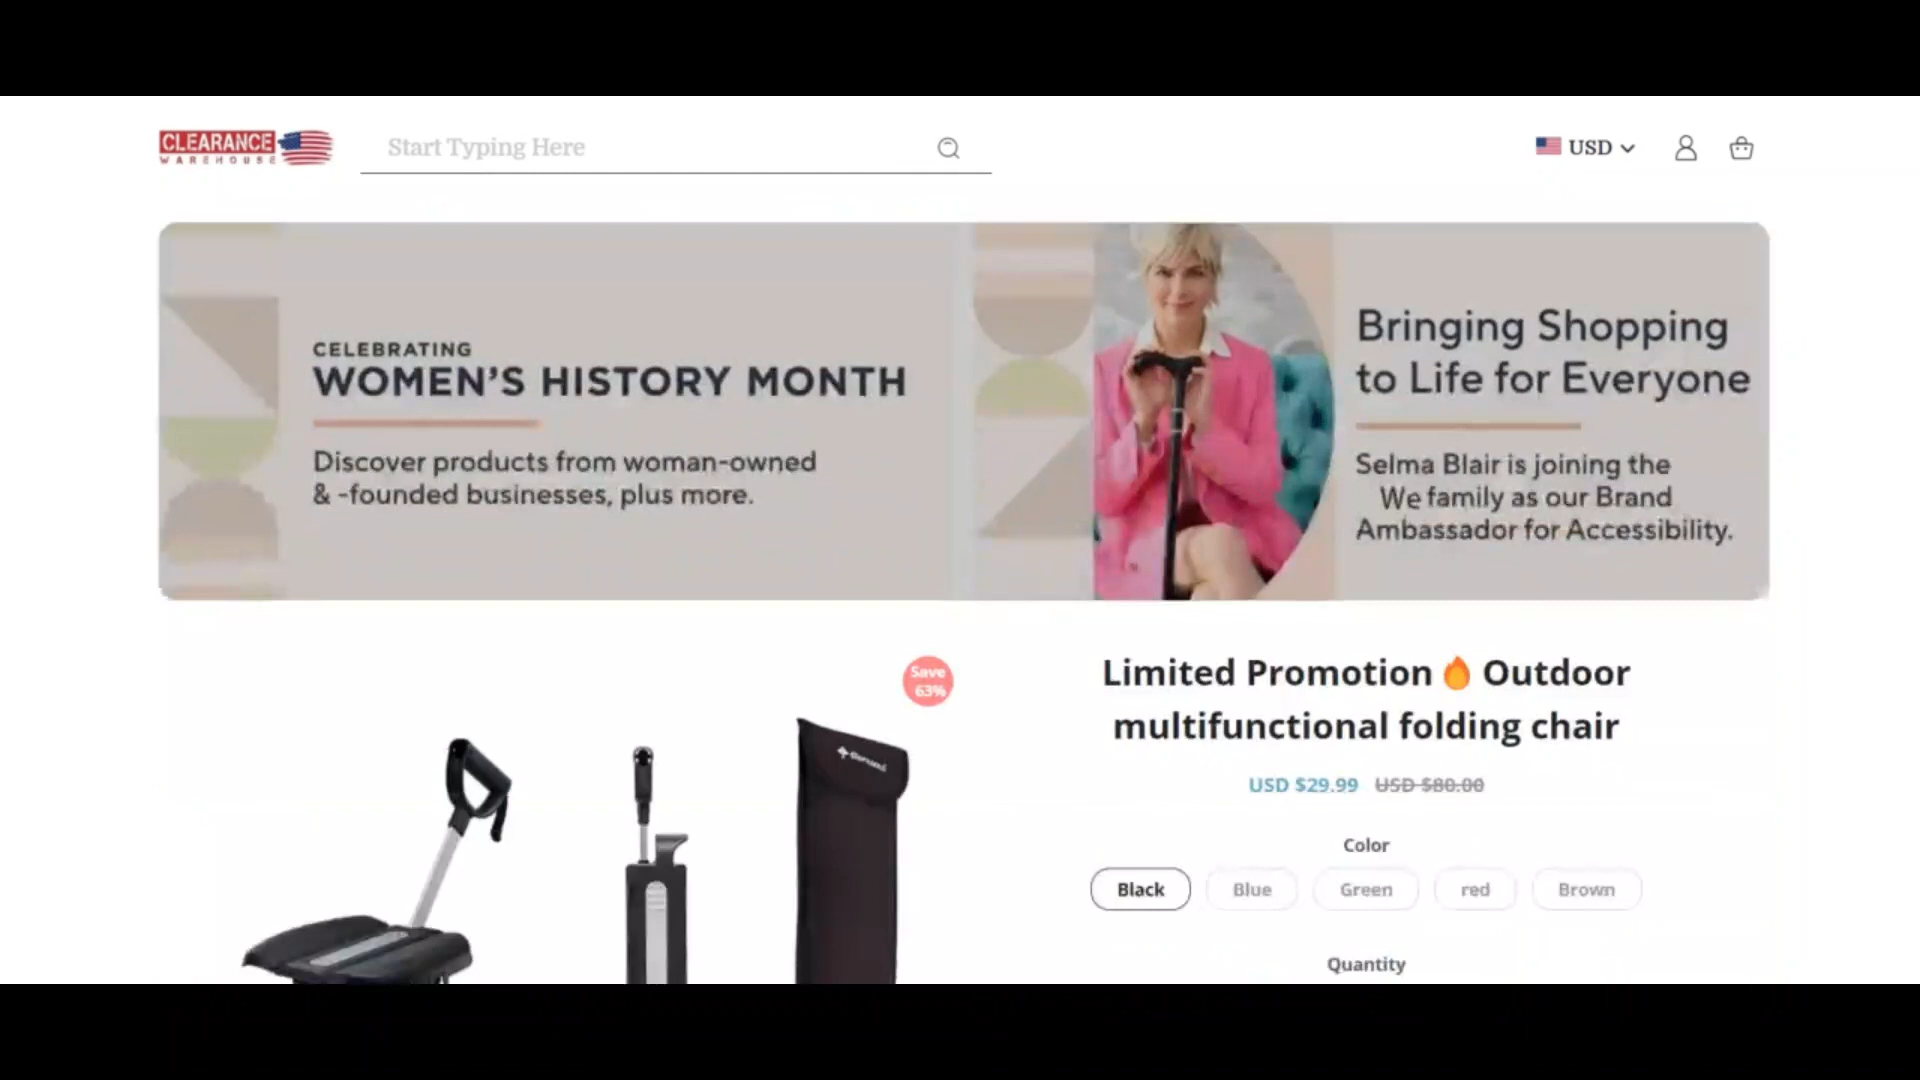 CLEARANCE
WAREHOUSE
Start Typing Here
USD
CELEBRATING
WOMEN'S HISTORY MONTH
Discover products from woman-owned
& -founded businesses, plus more.
Bringing Shopping
to Life for Everyone
Selma Blair is joining the
We family as our Brand
Ambassador for Accessibility.
Save
63%
Limited Promotion🔥 Outdoor
multifunctional folding chair
USD $29.99 USD $80.00
Color
Black Blue Green red Brown
Quantity